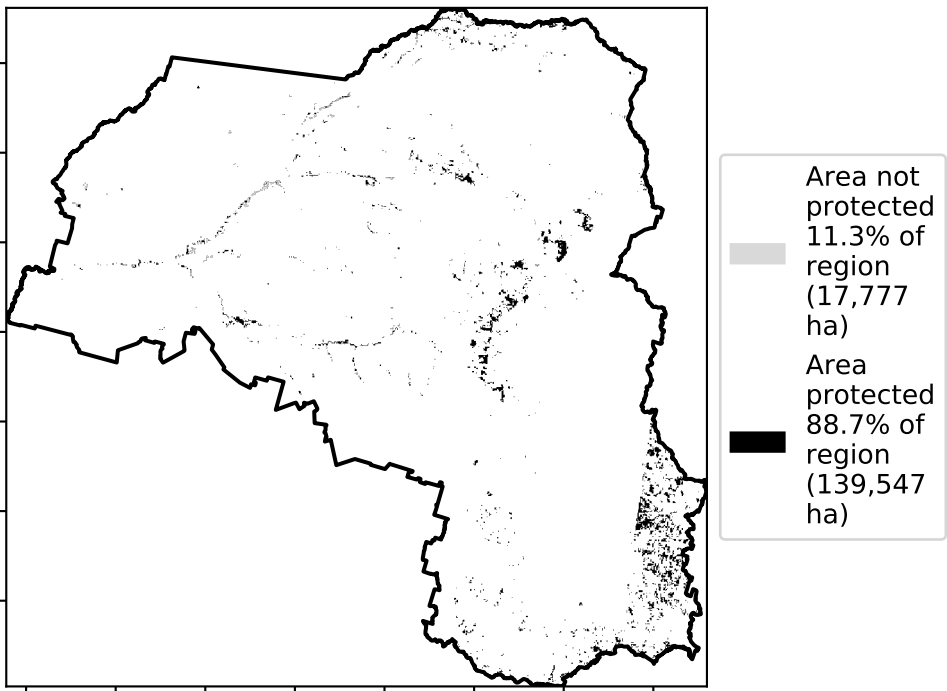 Area not
protected
11.3% of
region
(17,777
ha)
Area
protected
88.7% of
region
(139,547
ha)